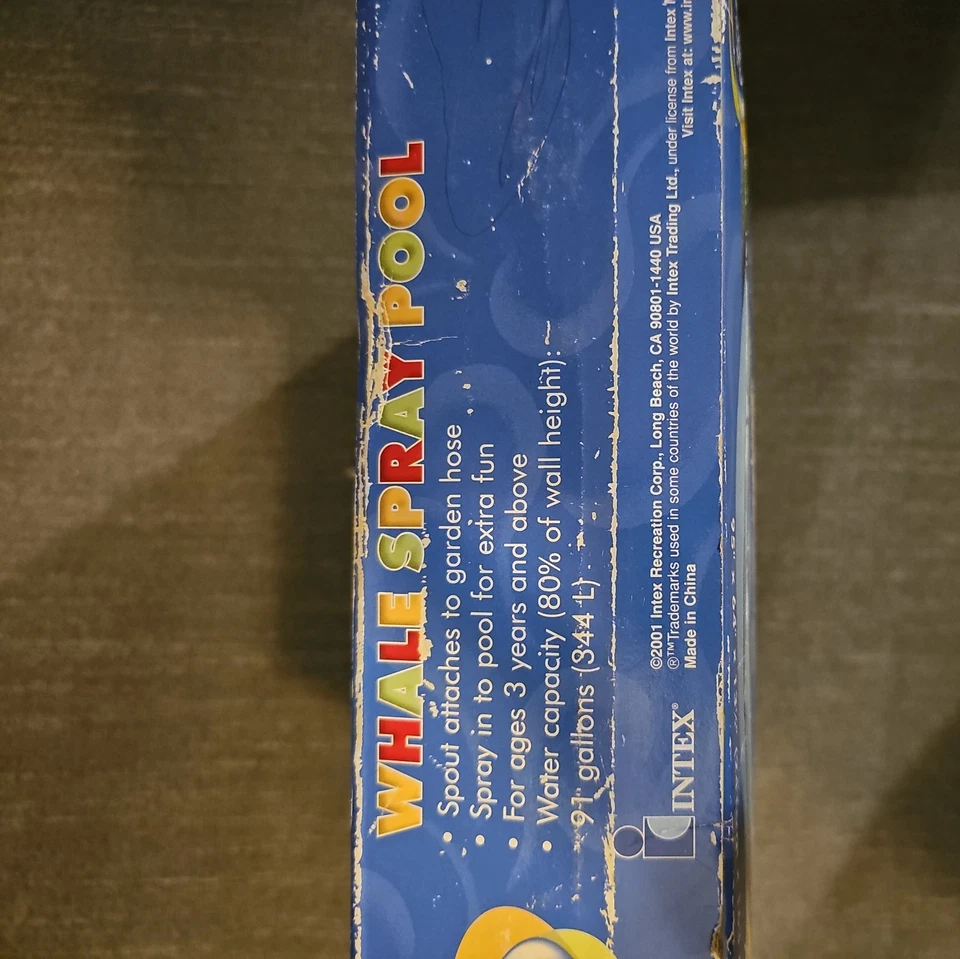 WHALE SPRAY POOL
• Spout attaches to garden hose
• Spray in to pool for extra fun
• For ages 3 years and above
• Water capacity (80% of wall height):
91 gallons (344 L)
INTEX®
©2001 Intex Recreation Corp., Long Beach, CA 90801-1440 USA
®™Trademarks used in some countries of the world by Intex Trading Ltd., under license from Intex
Visit Intex at: www.in
Made in China